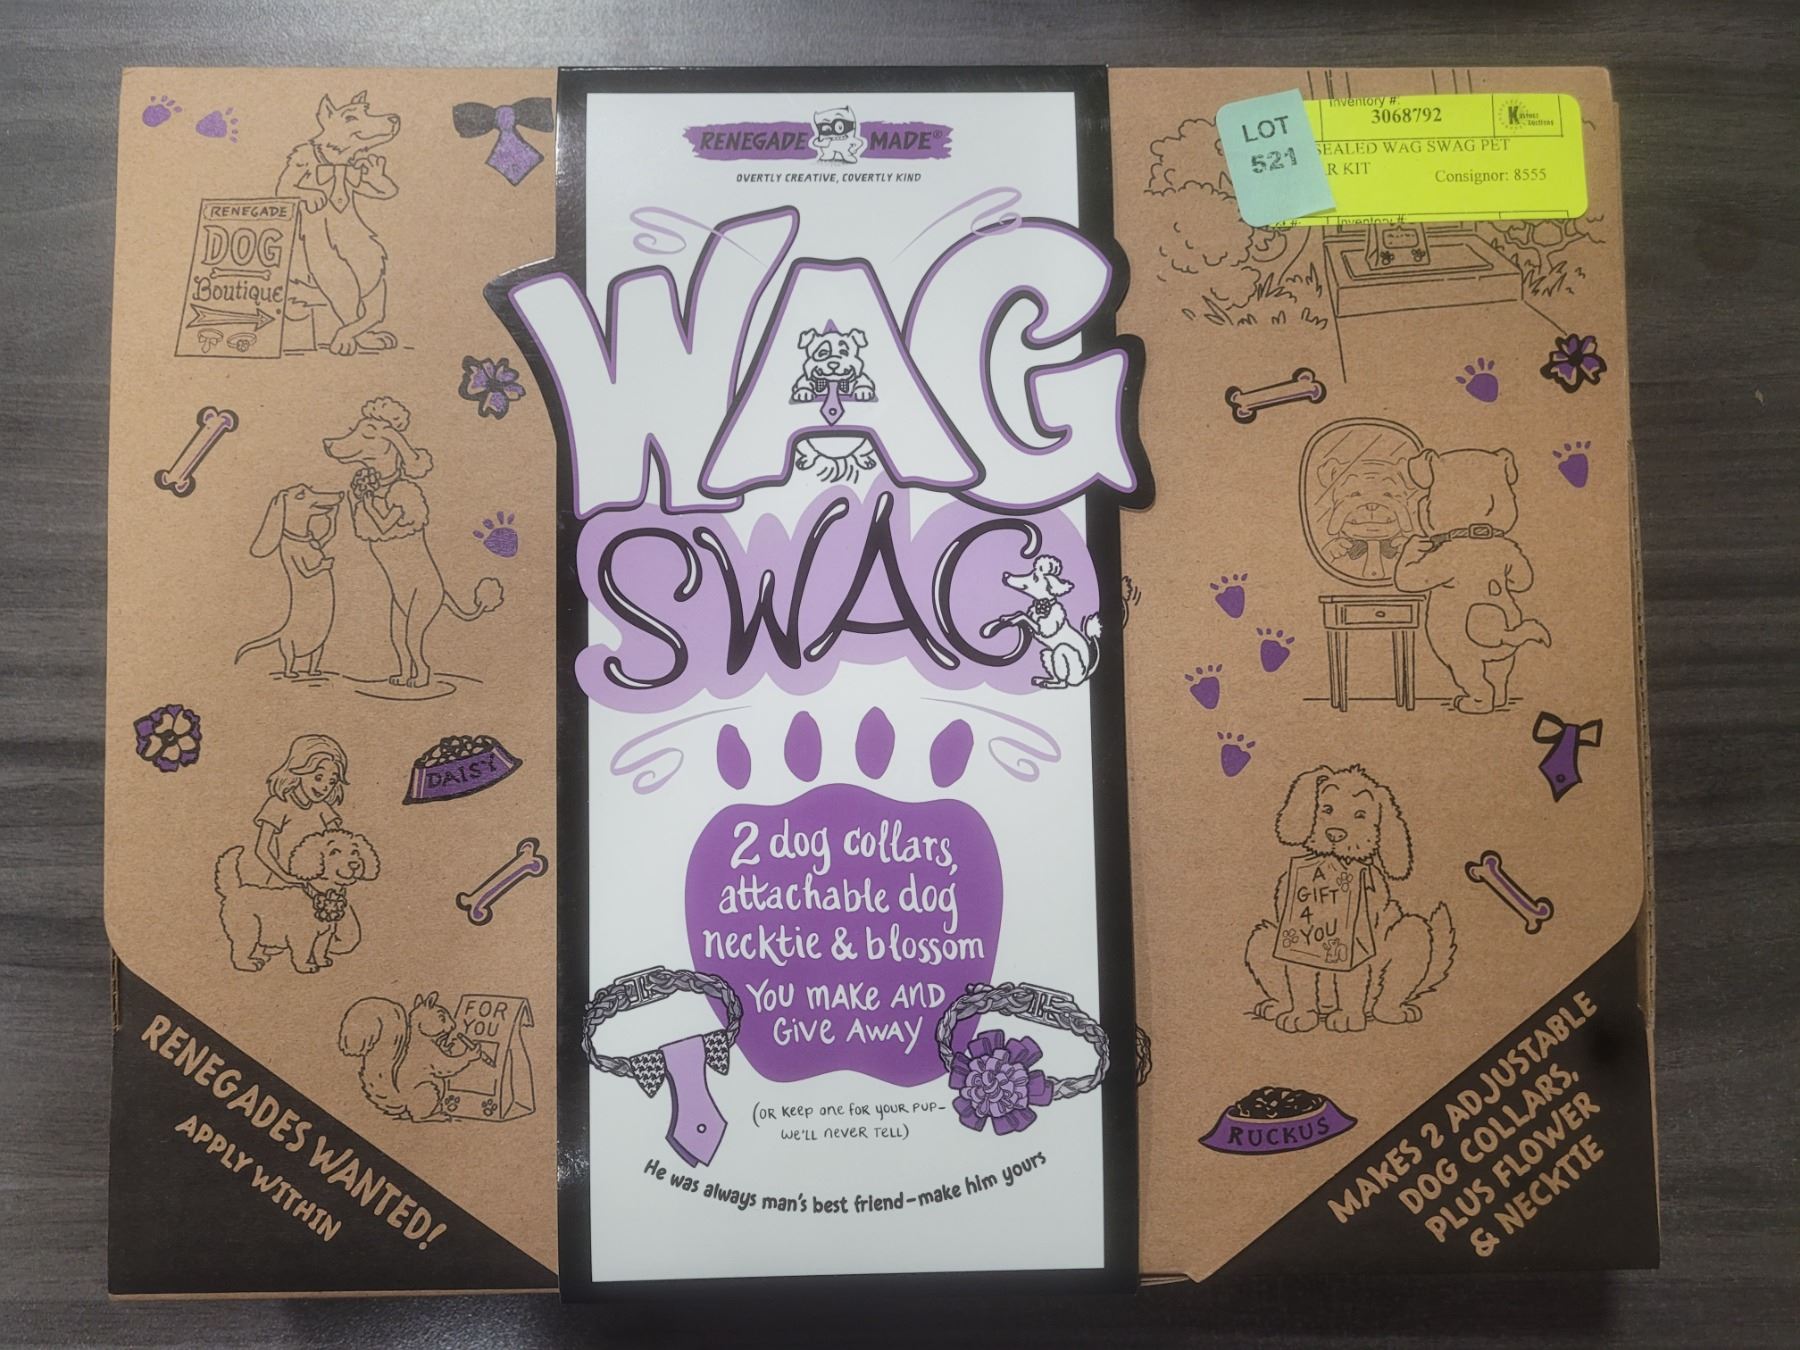 RENEGADE MADE®
OVERTLY CREATIVE, COVERTLY KIND
WAG
SWAG
2 dog collars,
attachable dog
necktie & blossom
YOU MAKE AND
GIVE AWAY
(OR Keep one FOR YOUR PUP-
WE'LL NEVER TELL)
He was always man's best friend-make him yours
RENEGADE
DOG
Boutique
DAISY
FOR
YOU
RENEGADES WANTED!
APPLY WITHIN
LOT
521
Inventory #:
3068792
SEALED WAG SWAG PET
R KIT
Consignor: 8555
Inventory #
A
GIFT
4
YOU
RUCKUS
MAKES 2 ADJUSTABLE
DOG COLLARS,
PLUS FLOWER
& NECKTIE